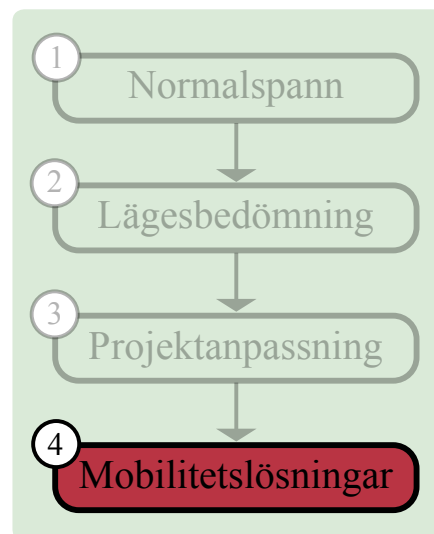 1
Normalspann
2
Lägesbedömning
3
Projektanpassning
4
Mobilitetslösningar